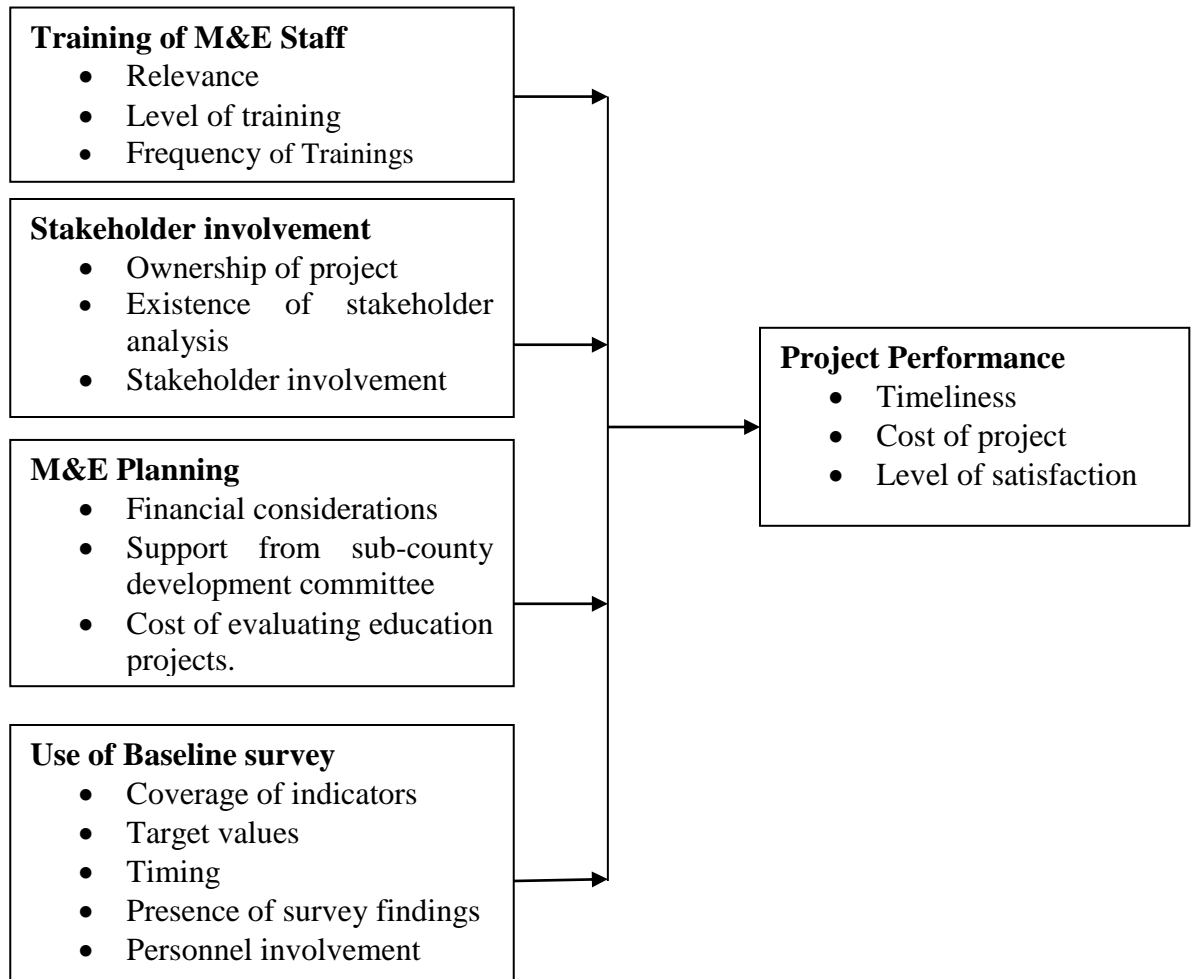 Training of M&E Staff
• Relevance
• Level of training
• Frequency of Trainings
Stakeholder involvement
• Ownership of project
• Existence of stakeholder
analysis
• Stakeholder involvement
M&E Planning
• Financial considerations
• Support from sub-county
development committee
• Cost of evaluating education
projects.
Use of Baseline survey
• Coverage of indicators
• Target values
• Timing
• Presence of survey findings
• Personnel involvement
Project Performance
• Timeliness
• Cost of project
• Level of satisfaction